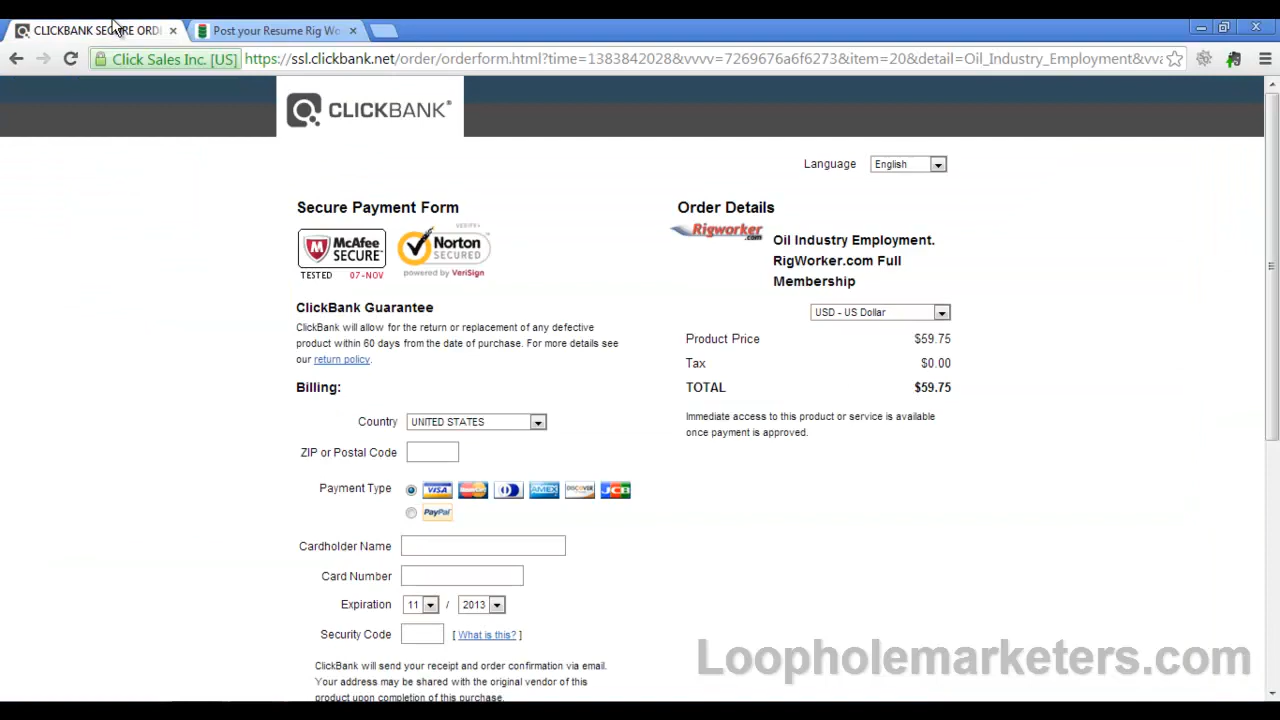 CLICKBANK SECURE ORD
Post your Resume Rig Wo
Click Sales Inc. [US]
https://ssl.clickbank.net/order/orderform.html?time=1383842028&vvvv=7269676a6f6273&item=20&detail=Oil_Industry_Employment&vva
CLICKBANK®
Language English
Secure Payment Form
Order Details
McAfee SECURE
TESTED 07-NOV
VERIFY
Norton
SECURED
powered by VeriSign
Rigworker.com
Oil Industry Employment.
RigWorker.com Full
Membership
ClickBank Guarantee
ClickBank will allow for the return or replacement of any defective
product within 60 days from the date of purchase. For more details see
our return policy.
USD - US Dollar
Product Price $59.75
Tax $0.00
TOTAL $59.75
Immediate access to this product or service is available
once payment is approved.
Billing:
Country UNITED STATES
ZIP or Postal Code
Payment Type VISA MasterCard AMEX DISCOVER JCB
PayPal
Cardholder Name
Card Number
Expiration 11 / 2013
Security Code [ What is this? ]
ClickBank will send your receipt and order confirmation via email.
Your address may be shared with the original vendor of this
product upon completion of this purchase.
Loopholemarketers.com